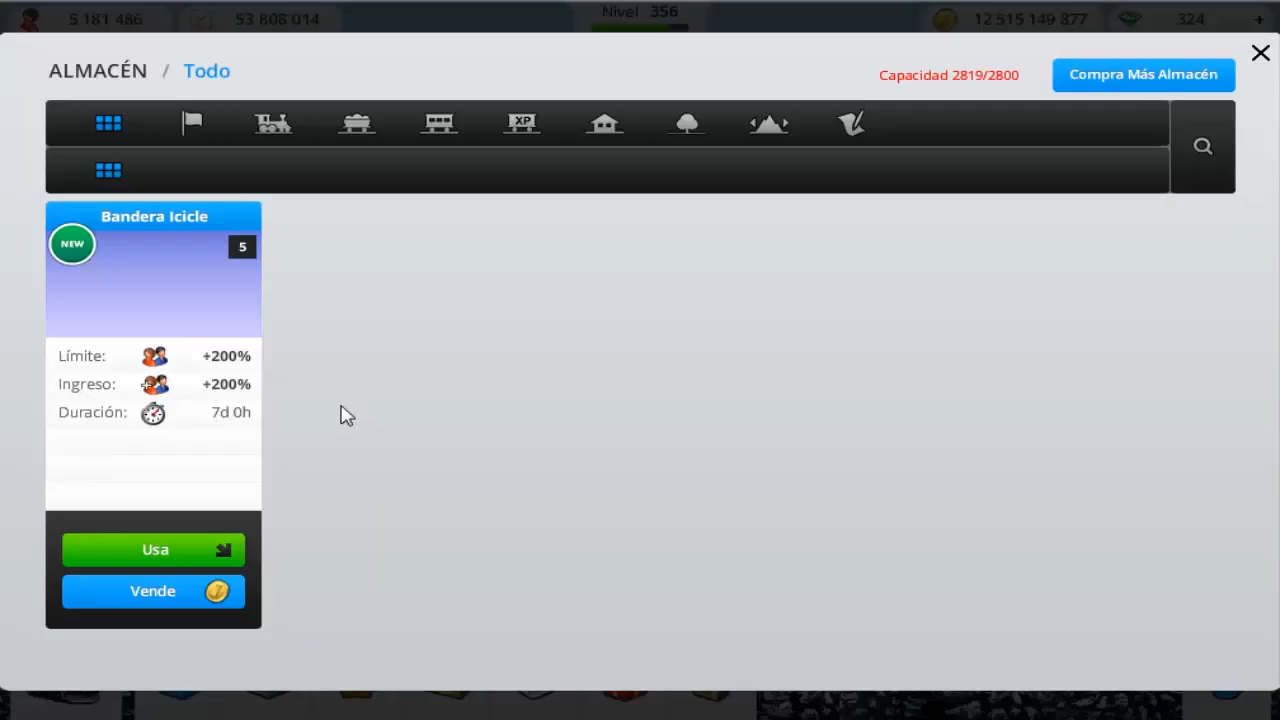 5 181 486
53 808 014
Nivel 356
12 515 149 877
324
+
ALMACÉN / Todo
Capacidad 2819/2800
Compra Más Almacén
XP
Bandera Icicle
NEW
5
Límite: +200%
Ingreso: +200%
Duración: 7d 0h
Usa
Vende